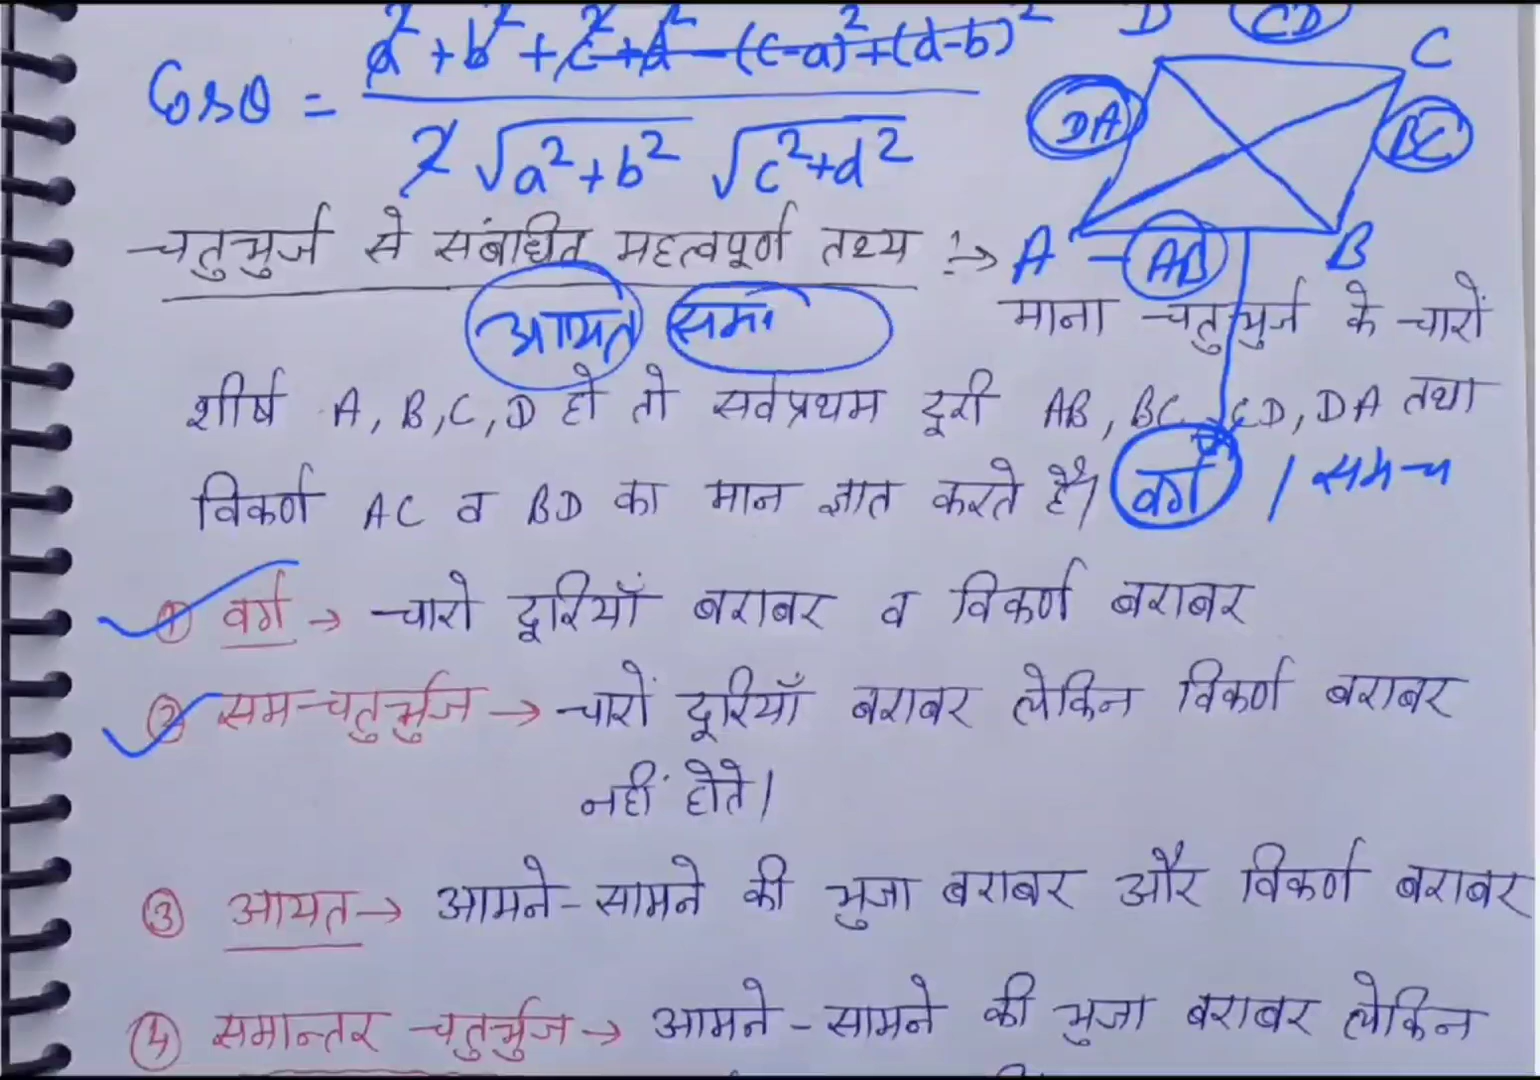 D CD
Cosθ = a² + b² + c² + d² - (c-a)² + (d-b)² C
2 √a² + b² √c² + d² DA BC
चतुर्भुज से संबंधित महत्वपूर्ण तथ्य :→ A AB B
आयत समा माना चतुर्भुज के चारों
शीर्ष A, B, C, D हो तो सर्वप्रथम दूरी AB, BC, CD, DA तथा
विकर्ण AC व BD का मान ज्ञात करते है। वर्ग / सम-च
① वर्ग → चारो दूरियाँ बराबर व विकर्ण बराबर
② सम-चतुर्भुज → चारों दूरियाँ बराबर लेकिन विकर्ण बराबर
नहीं होते।
③ आयत → आमने-सामने की भुजा बराबर और विकर्ण बराबर
④ समान्तर चतुर्भुज → आमने-सामने की भुजा बराबर लेकिन